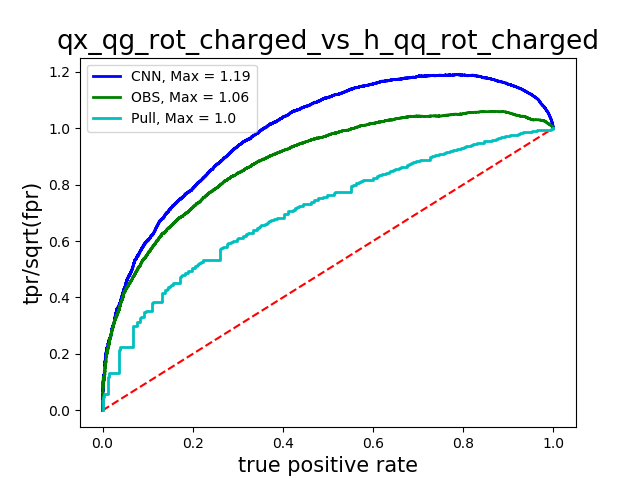 qx_qg_rot_charged_vs_h_qq_rot_charged
CNN, Max = 1.19
OBS, Max = 1.06
Pull, Max = 1.0
tpr/sqrt(fpr)
1.2
1.0
0.8
0.6
0.4
0.2
0.0
0.0 0.2 0.4 0.6 0.8 1.0
true positive rate